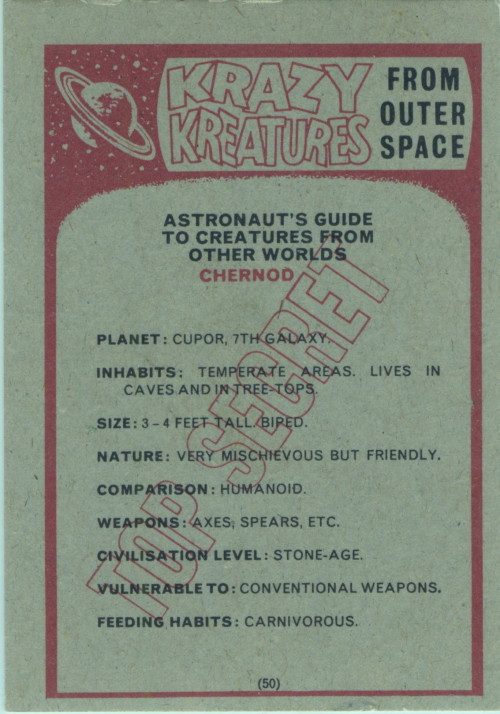 KRAZY
KREATURES
FROM
OUTER
SPACE
ASTRONAUT'S GUIDE
TO CREATURES FROM
OTHER WORLDS
CHERNOD
TOP SECRET
PLANET: CUPOR, 7TH GALAXY.
INHABITS: TEMPERATE AREAS. LIVES IN
CAVES AND IN TREE-TOPS.
SIZE: 3-4 FEET TALL. BIPED.
NATURE: VERY MISCHIEVOUS BUT FRIENDLY.
COMPARISON: HUMANOID.
WEAPONS: AXES, SPEARS, ETC.
CIVILISATION LEVEL: STONE-AGE.
VULNERABLE TO: CONVENTIONAL WEAPONS.
FEEDING HABITS: CARNIVOROUS.
(50)